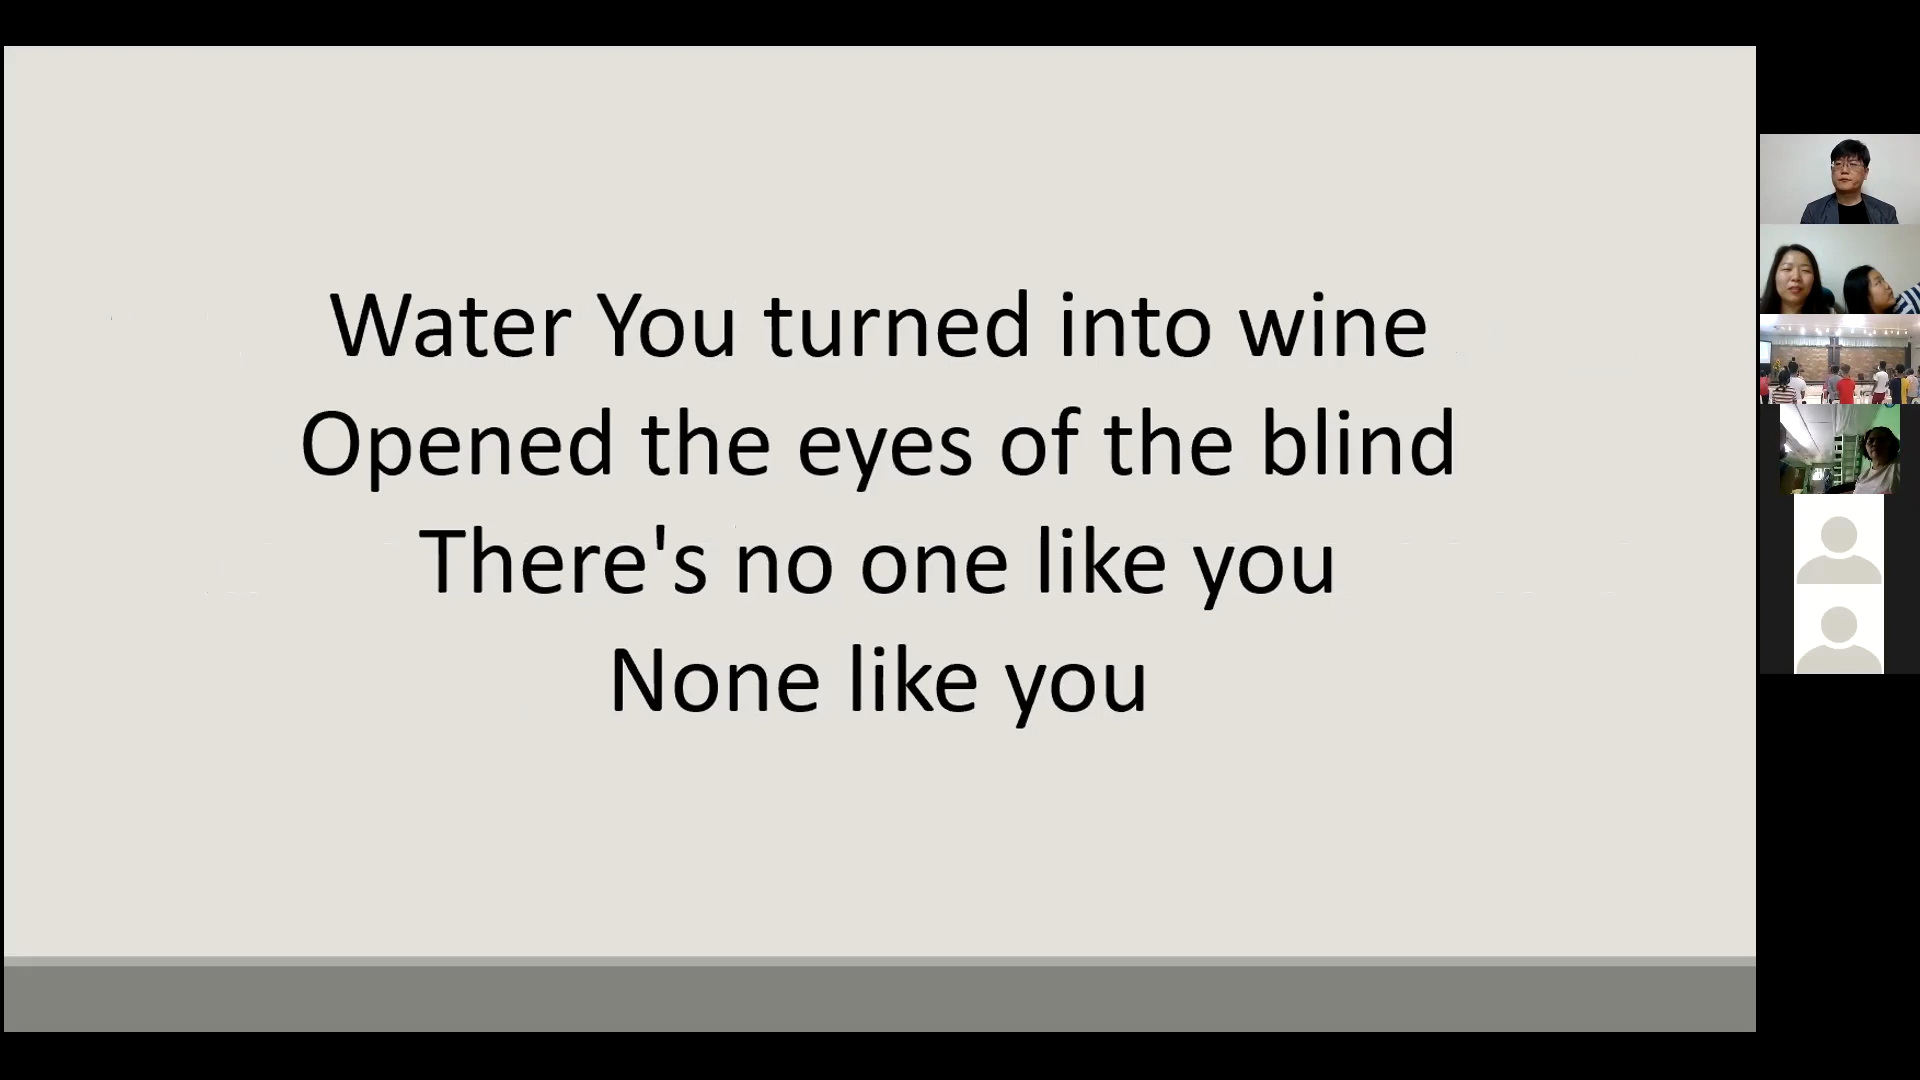 Water You turned into wine
Opened the eyes of the blind
There's no one like you
None like you